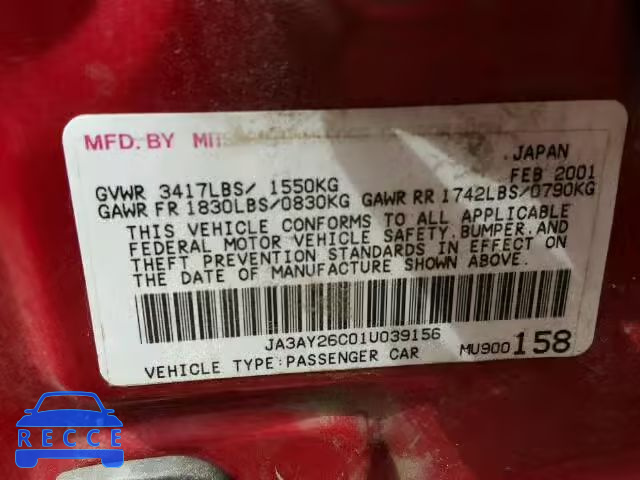 MFD. BY MITS
JAPAN
FEB 2001
GVWR 3417LBS/ 1550KG
GAWR FR 1830LBS/0830KG GAWR RR 1742LBS/0790KG
THIS VEHICLE CONFORMS TO ALL APPLICABLE
FEDERAL MOTOR VEHICLE SAFETY,BUMPER,AND
THEFT PREVENTION STANDARDS IN EFFECT ON
THE DATE OF MANUFACTURE SHOWN ABOVE.
JA3AY26C01U039156
VEHICLE TYPE:PASSENGER CAR MU900158
RECCE